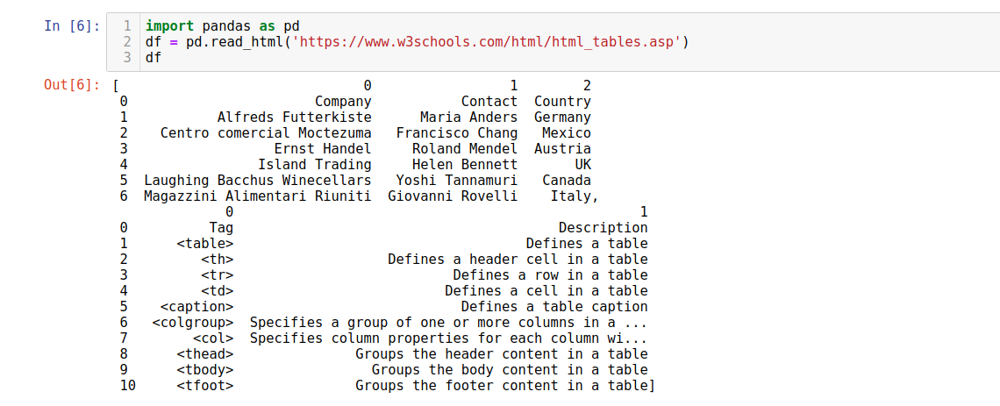 In [6]: 1 import pandas as pd
2 df = pd.read_html('https://www.w3schools.com/html/html_tables.asp')
3 df
Out[6]: [ 0 1 2
0 Company Contact Country
1 Alfreds Futterkiste Maria Anders Germany
2 Centro comercial Moctezuma Francisco Chang Mexico
3 Ernst Handel Roland Mendel Austria
4 Island Trading Helen Bennett UK
5 Laughing Bacchus Winecellars Yoshi Tannamuri Canada
6 Magazzini Alimentari Riuniti Giovanni Rovelli Italy,
0 1
0 Tag Description
1 <table> Defines a table
2 <th> Defines a header cell in a table
3 <tr> Defines a row in a table
4 <td> Defines a cell in a table
5 <caption> Defines a table caption
6 <colgroup> Specifies a group of one or more columns in a ...
7 <col> Specifies column properties for each column wi...
8 <thead> Groups the header content in a table
9 <tbody> Groups the body content in a table
10 <tfoot> Groups the footer content in a table]